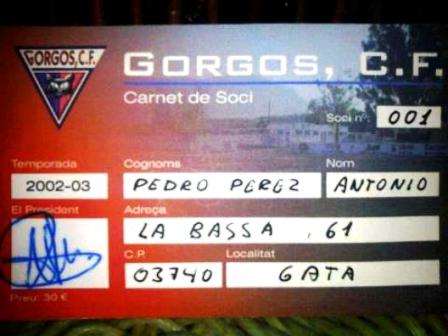 GORGOS, C.F.
GORGOS, C.F.
Carnet de Soci
Soci nº 001
Temporada
2002-03
Cognoms
PEDRO PEREZ
Nom
ANTONIO
El President
Adreça
LA BASSA , 61
C.P.
03740
Localitat
GATA
Preu: 30 €